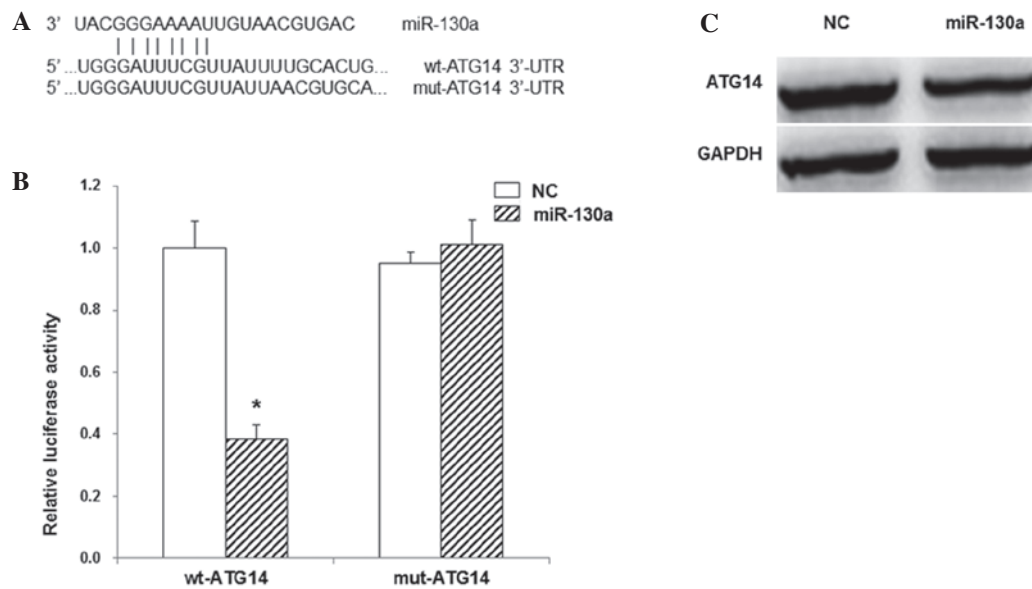 A
3' UACGGGAAAAUUGUAACGUGAC miR-130a
5' ...UGGGAUUUCGUUAUUUUGCACUG... wt-ATG14 3'-UTR
5' ...UGGGAUUUCGUUAUUAACGUGCA... mut-ATG14 3'-UTR
B
Relative luciferase activity
1.2
1.0
0.8
0.6
0.4
0.2
0.0
NC
miR-130a
*
wt-ATG14 mut-ATG14
C
NC miR-130a
ATG14
GAPDH